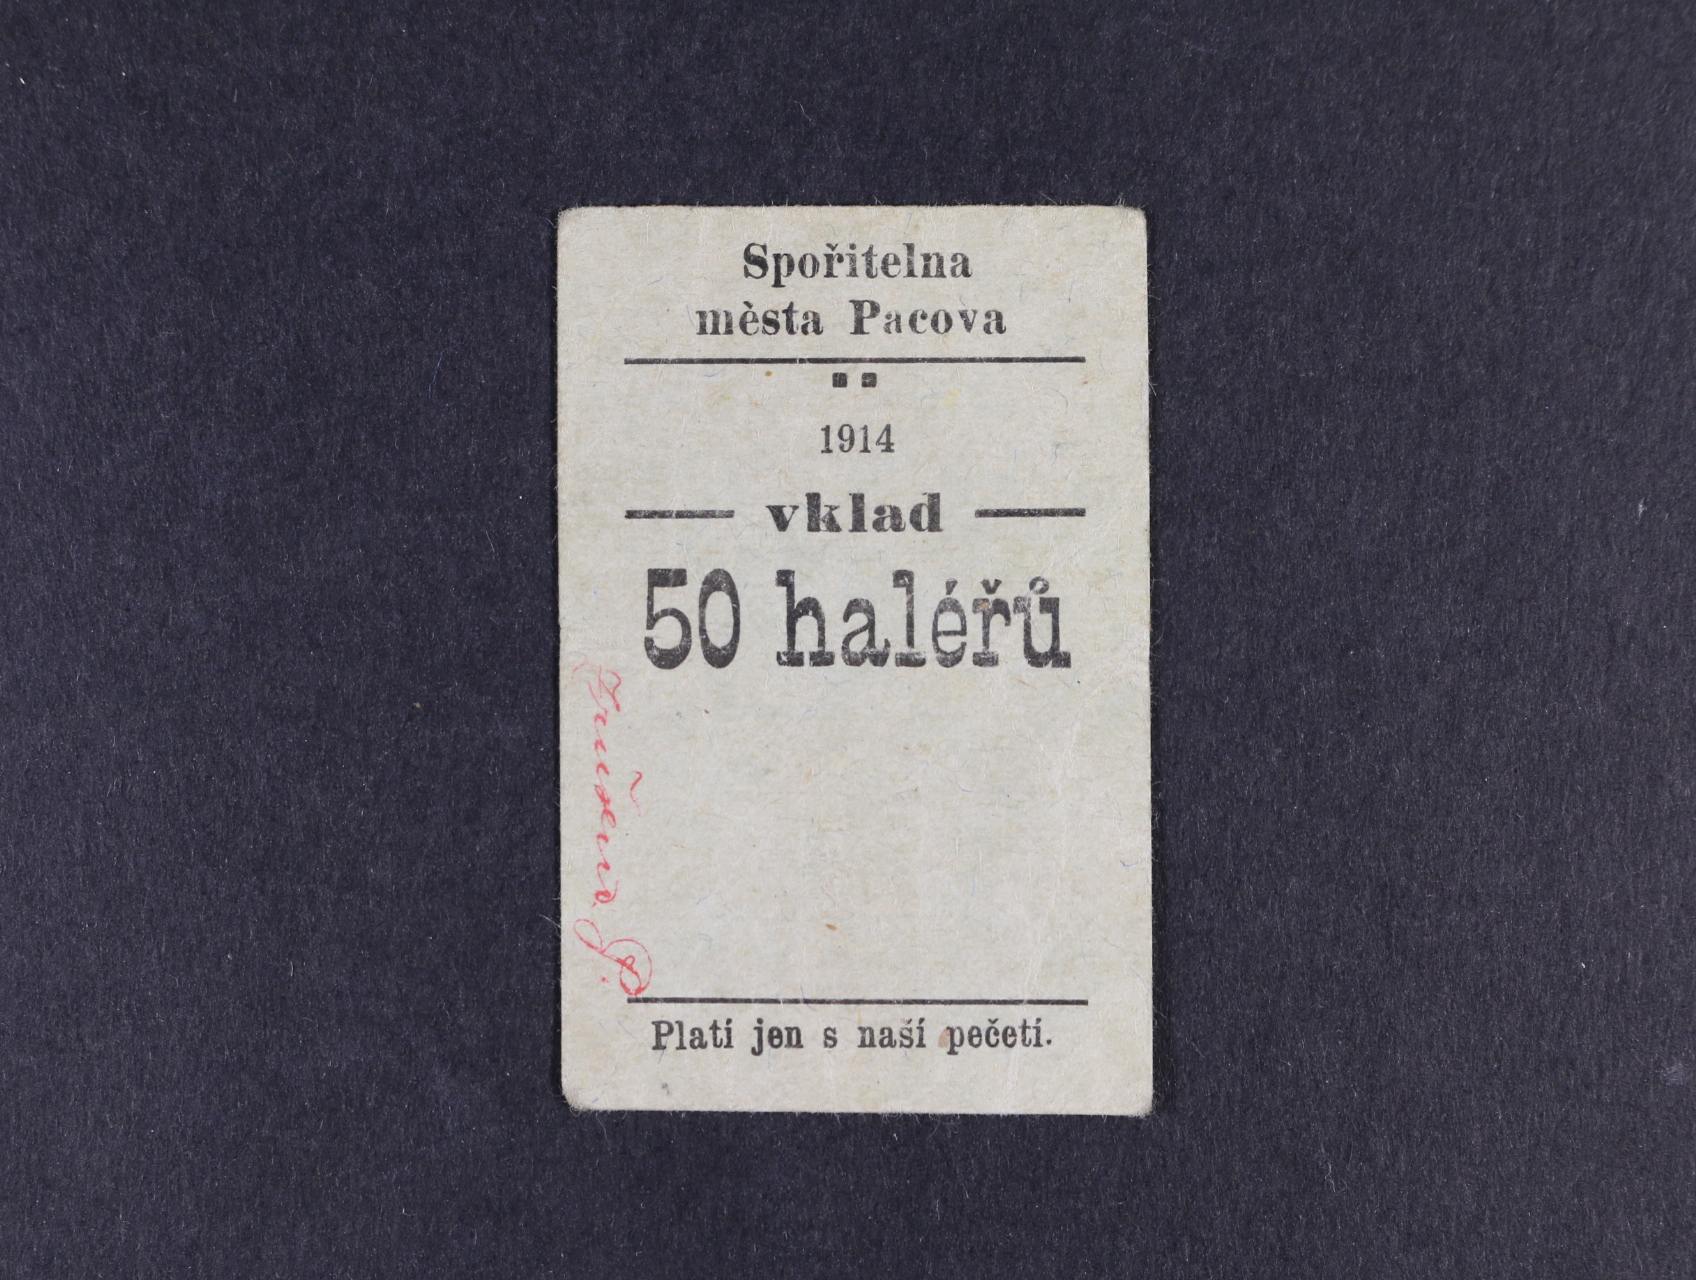 Spořitelna
města Pacova
1914
vklad
50 haléřů
Platí jen s naší pečetí.